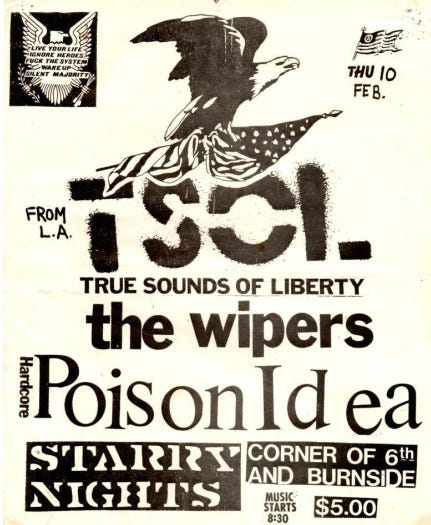 LIVE YOUR LIFE
IGNORE HEROES
FUCK THE SYSTEM
WAKE UP
SILENT MAJORITY
THU 10
FEB.
FROM
L.A.
TSOL
TRUE SOUNDS OF LIBERTY
the wipers
Hardcore
Poison Idea
STARRY
NIGHTS
CORNER OF 6th
AND BURNSIDE
MUSIC
STARTS
8:30
$5.00